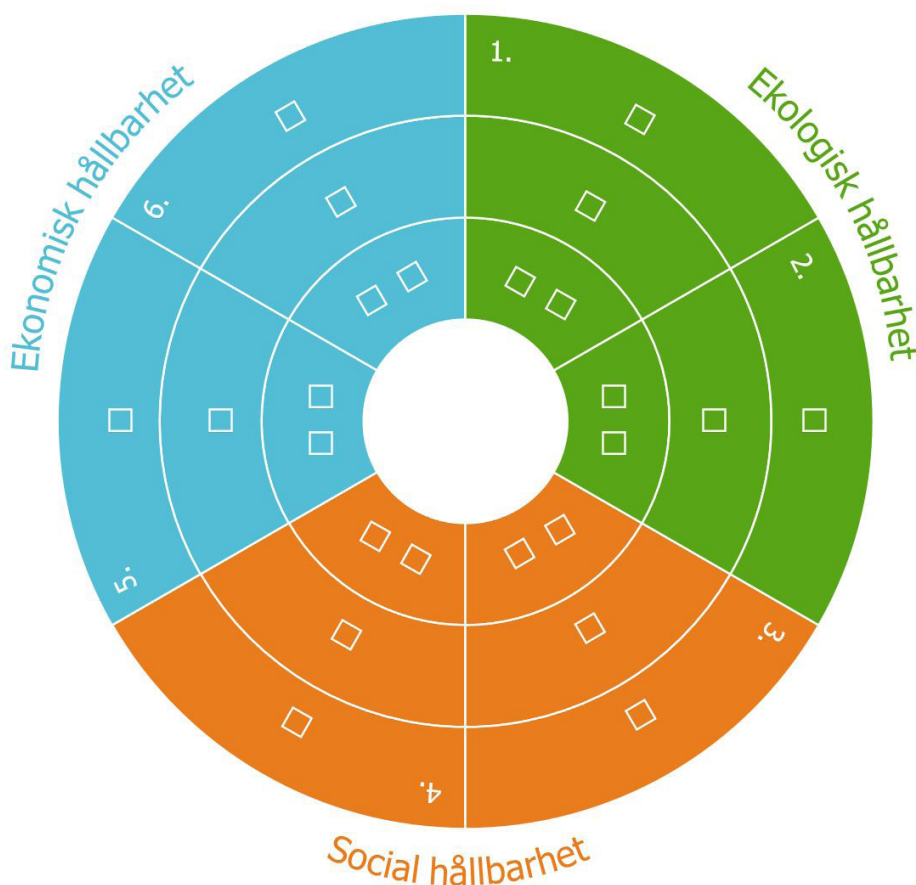 Ekologisk hållbarhet
1.
2.
Social hållbarhet
3.
4.
Ekonomisk hållbarhet
5.
6.